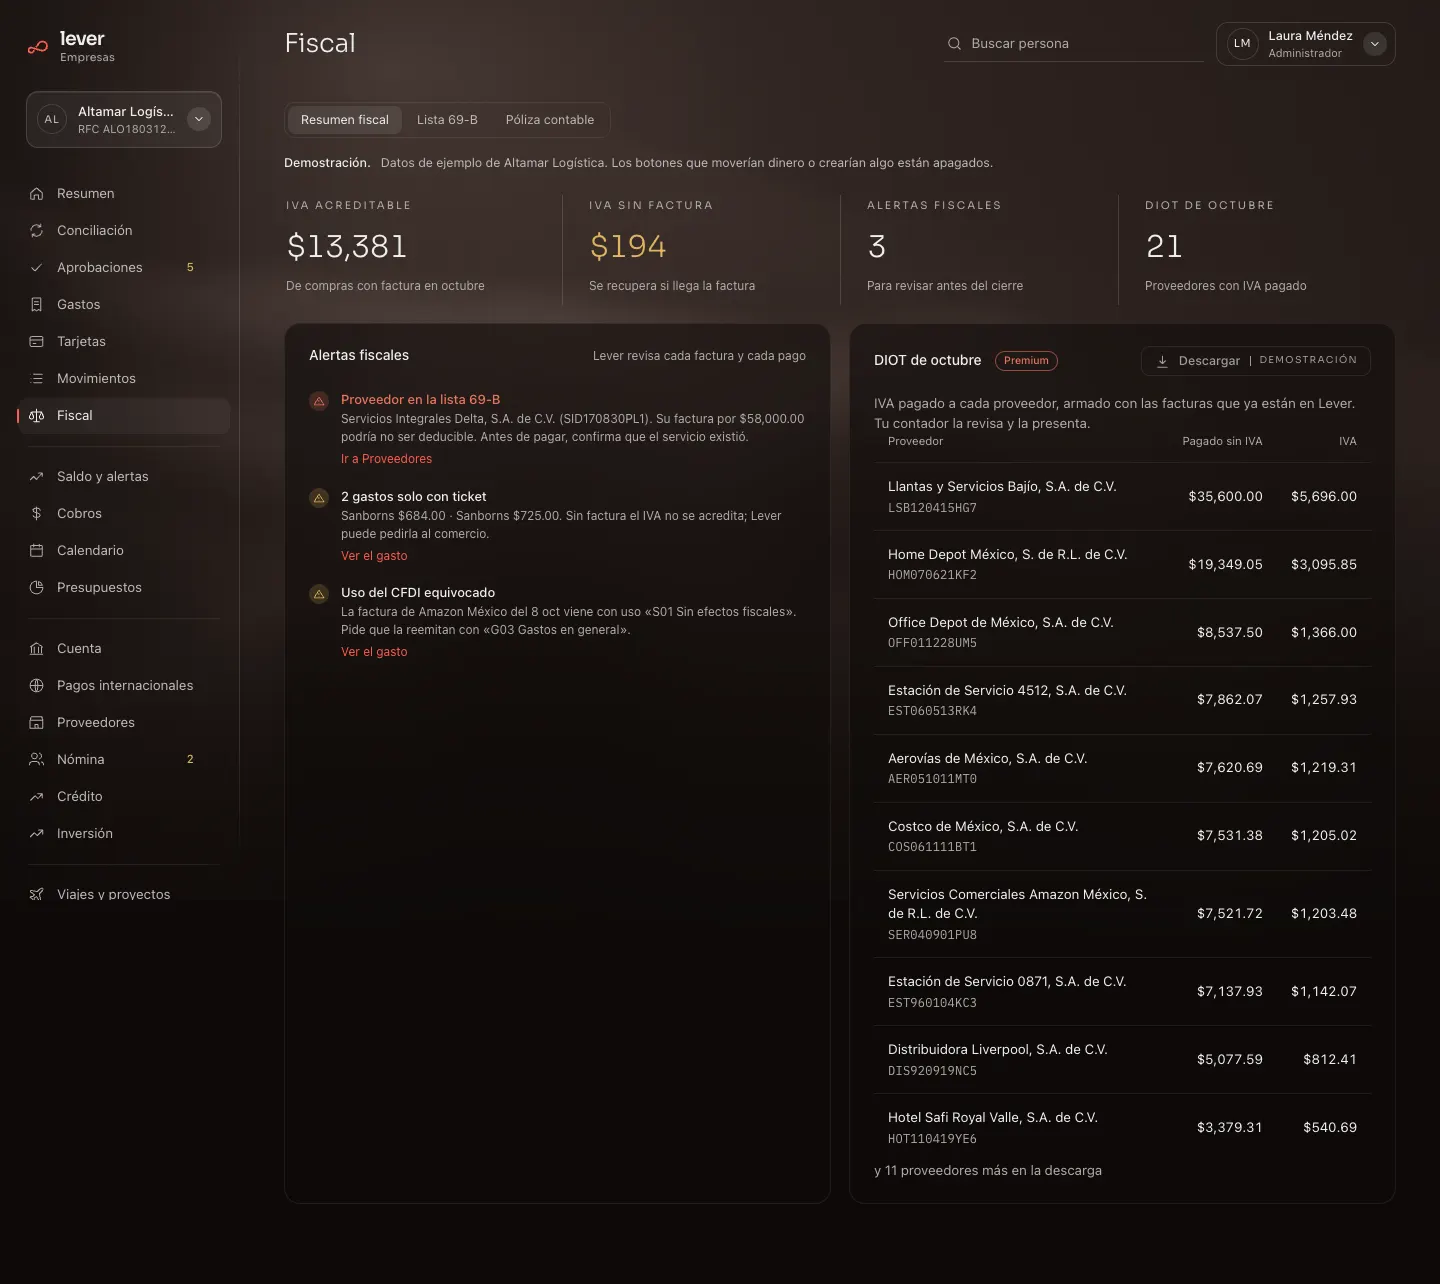 lever
Empresas
AL
Altamar Logís...
RFC ALO180312...
Resumen
Conciliación
Aprobaciones 5
Gastos
Tarjetas
Movimientos
Fiscal
Saldo y alertas
Cobros
Calendario
Presupuestos
Cuenta
Pagos internacionales
Proveedores
Nómina 2
Crédito
Inversión
Viajes y proyectos
Fiscal
Buscar persona
LM
Laura Méndez
Administrador
Resumen fiscal
Lista 69-B
Póliza contable
Demostración. Datos de ejemplo de Altamar Logística. Los botones que moverían dinero o crearían algo están apagados.
IVA ACREDITABLE
$13,381
De compras con factura en octubre
IVA SIN FACTURA
$194
Se recupera si llega la factura
ALERTAS FISCALES
3
Para revisar antes del cierre
DIOT DE OCTUBRE
21
Proveedores con IVA pagado
Alertas fiscales
Lever revisa cada factura y cada pago
Proveedor en la lista 69-B
Servicios Integrales Delta, S.A. de C.V. (SID170830PL1). Su factura por $58,000.00
podría no ser deducible. Antes de pagar, confirma que el servicio existió.
Ir a Proveedores
2 gastos solo con ticket
Sanborns $684.00 · Sanborns $725.00. Sin factura el IVA no se acredita; Lever
puede pedirla al comercio.
Ver el gasto
Uso del CFDI equivocado
La factura de Amazon México del 8 oct viene con uso «S01 Sin efectos fiscales».
Pide que la reemitan con «G03 Gastos en general».
Ver el gasto
DIOT de octubre
Premium
Descargar | DEMOSTRACIÓN
IVA pagado a cada proveedor, armado con las facturas que ya están en Lever.
Tu contador la revisa y la presenta.
Proveedor Pagado sin IVA IVA
Llantas y Servicios Bajío, S.A. de C.V.
LSB120415HG7
$35,600.00 $5,696.00
Home Depot México, S. de R.L. de C.V.
HOM070621KF2
$19,349.05 $3,095.85
Office Depot de México, S.A. de C.V.
OFF011228UM5
$8,537.50 $1,366.00
Estación de Servicio 4512, S.A. de C.V.
EST060513RK4
$7,862.07 $1,257.93
Aerovías de México, S.A. de C.V.
AER051011MT0
$7,620.69 $1,219.31
Costco de México, S.A. de C.V.
COS061111BT1
$7,531.38 $1,205.02
Servicios Comerciales Amazon México, S.
de R.L. de C.V.
SER040901PU8
$7,521.72 $1,203.48
Estación de Servicio 0871, S.A. de C.V.
EST960104KC3
$7,137.93 $1,142.07
Distribuidora Liverpool, S.A. de C.V.
DIS920919NC5
$5,077.59 $812.41
Hotel Safi Royal Valle, S.A. de C.V.
HOT110419YE6
$3,379.31 $540.69
y 11 proveedores más en la descarga